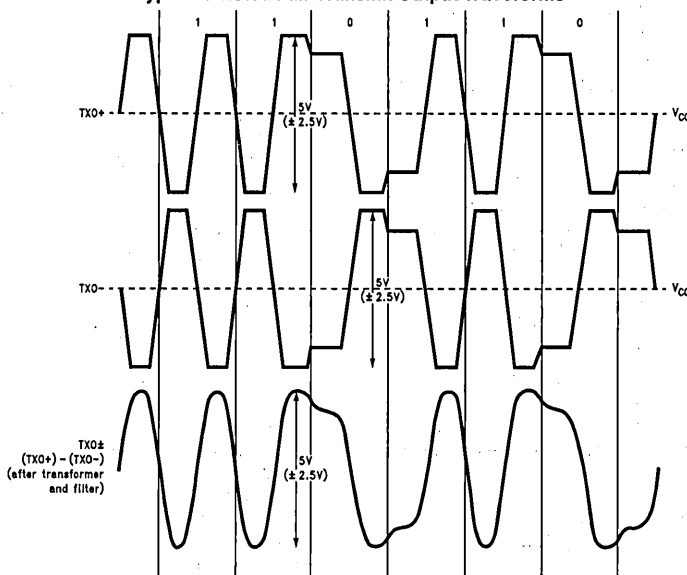 1 1 0 1 1 0
5V
(± 2.5V)
TXO+
TXO-
5V
(± 2.5V)
TXO±
(TXO+) - (TXO-)
(after transformer
and filter)
5V
(± 2.5V)